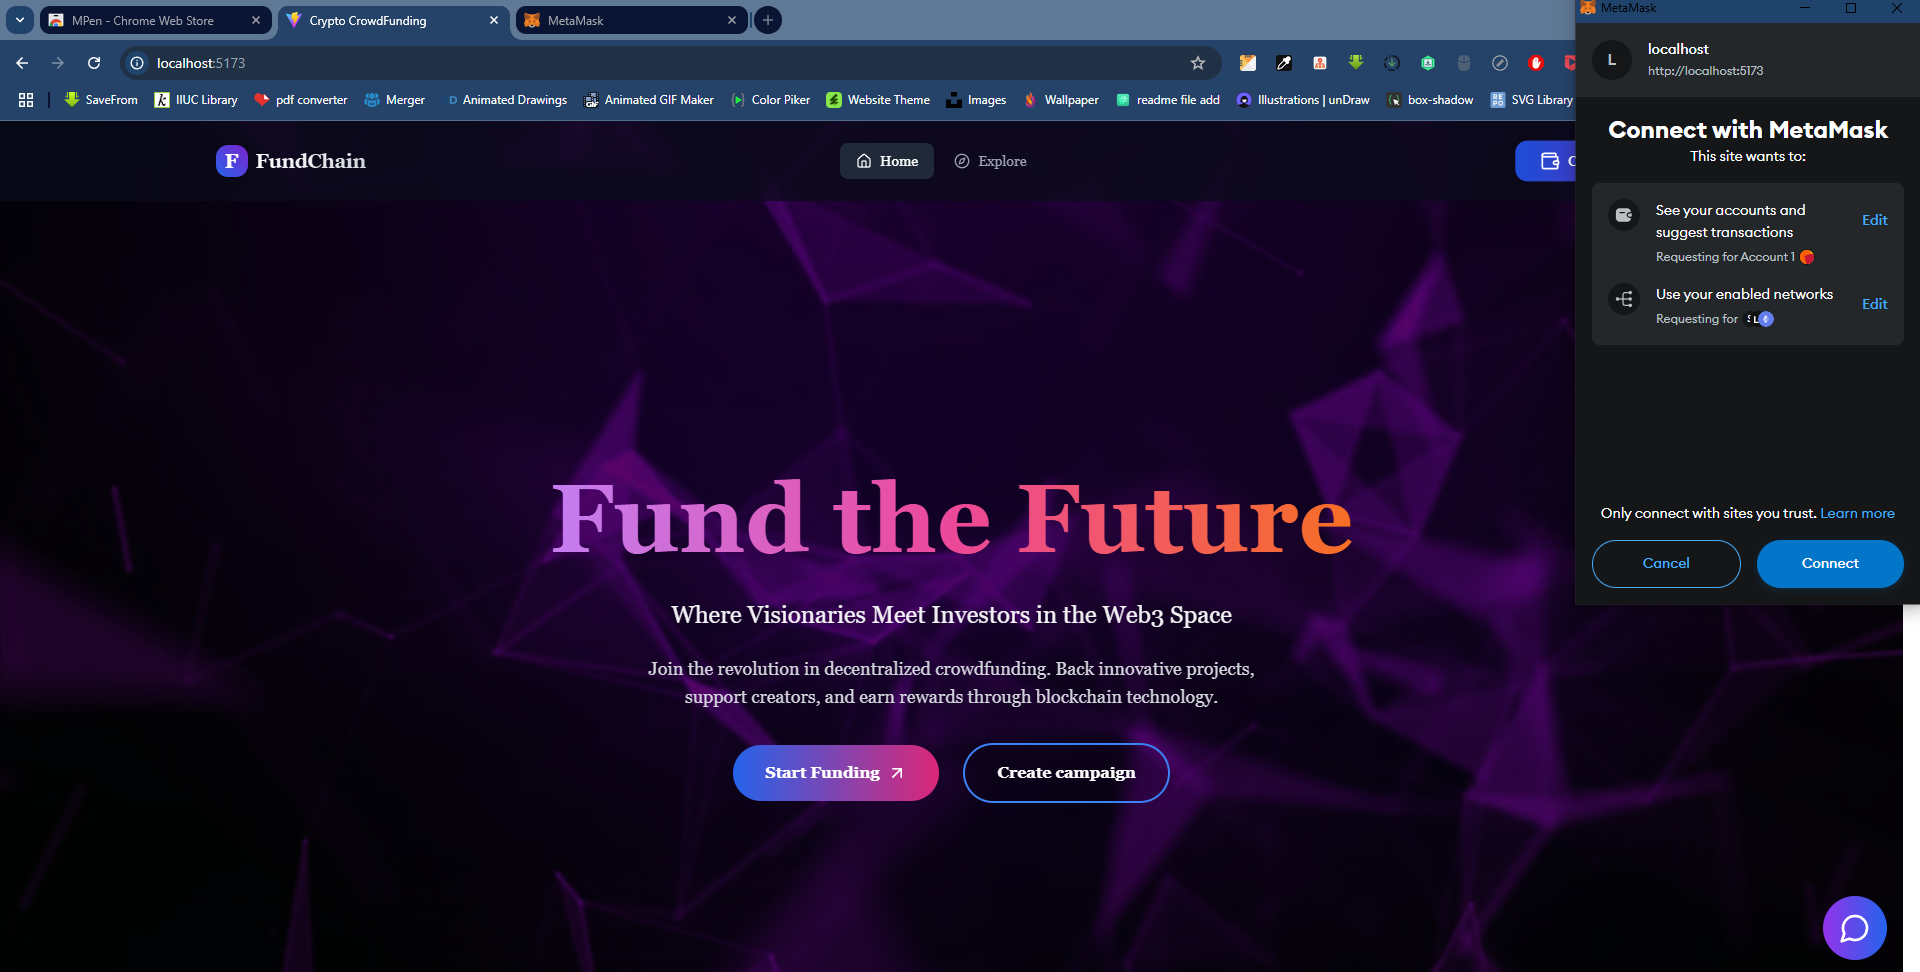 MPen - Chrome Web Store
Crypto CrowdFunding
MetaMask
localhost:5173
SaveFrom
IIUC Library
pdf converter
Merger
Animated Drawings
Animated GIF Maker
Color Piker
Website Theme
Images
Wallpaper
readme file add
Illustrations | unDraw
box-shadow
SVG Library
F FundChain
Home
Explore
Fund the Future
Where Visionaries Meet Investors in the Web3 Space
Join the revolution in decentralized crowdfunding. Back innovative projects,
support creators, and earn rewards through blockchain technology.
Start Funding
Create campaign
MetaMask
L
localhost
http://localhost:5173
Connect with MetaMask
This site wants to:
See your accounts and
suggest transactions
Edit
Requesting for Account 1
Use your enabled networks
Edit
Requesting for
Only connect with sites you trust. Learn more
Cancel
Connect